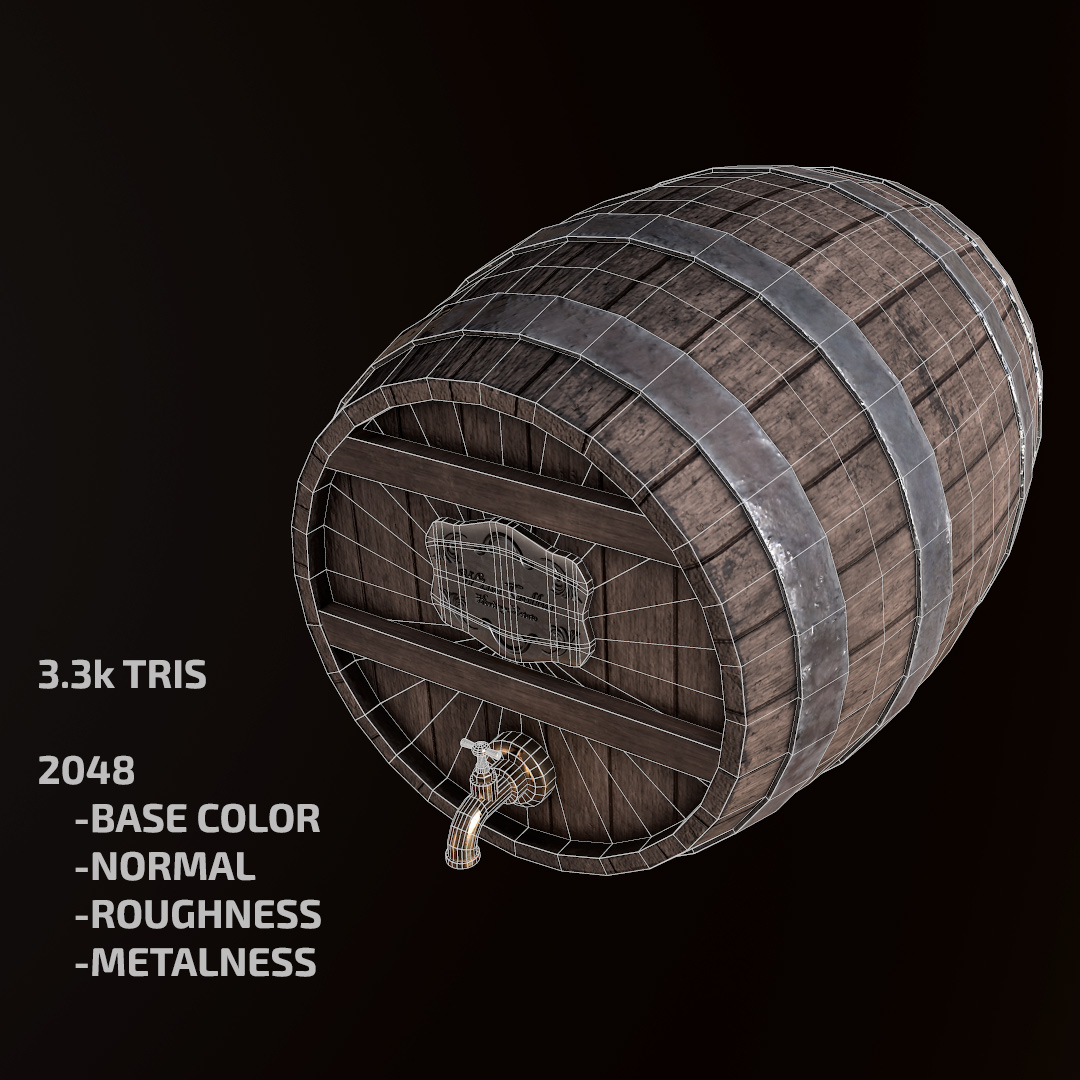 3.3k TRIS
2048
-BASE COLOR
-NORMAL
-ROUGHNESS
-METALNESS